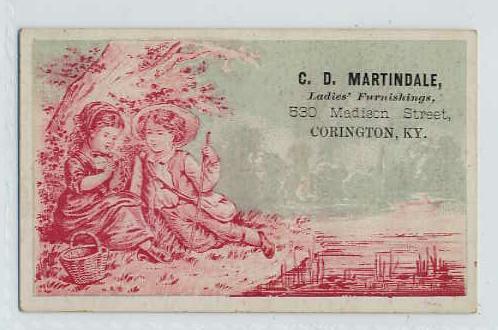 C. D. MARTINDALE,
Ladies' Furnishings,
530 Madison Street,
CORINGTON, KY.